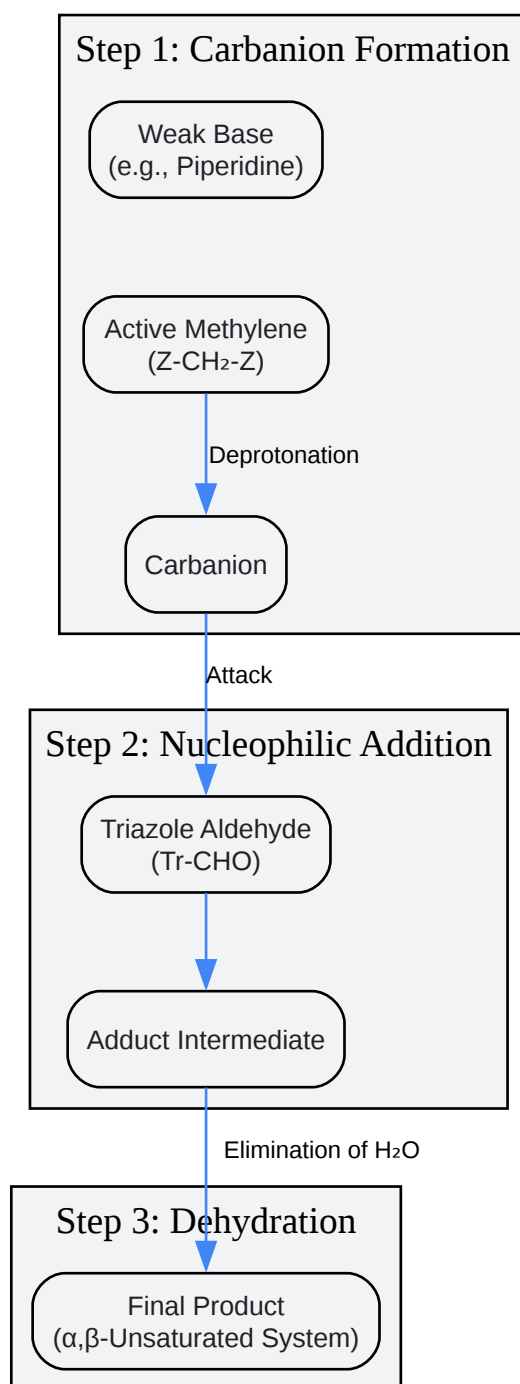 Step 1: Carbanion Formation
Weak Base
(e.g., Piperidine)
Active Methylene
(Z-CH₂-Z)
Deprotonation
Carbanion
Attack
Step 2: Nucleophilic Addition
Triazole Aldehyde
(Tr-CHO)
Adduct Intermediate
Elimination of H₂O
Step 3: Dehydration
Final Product
(α,β-Unsaturated System)